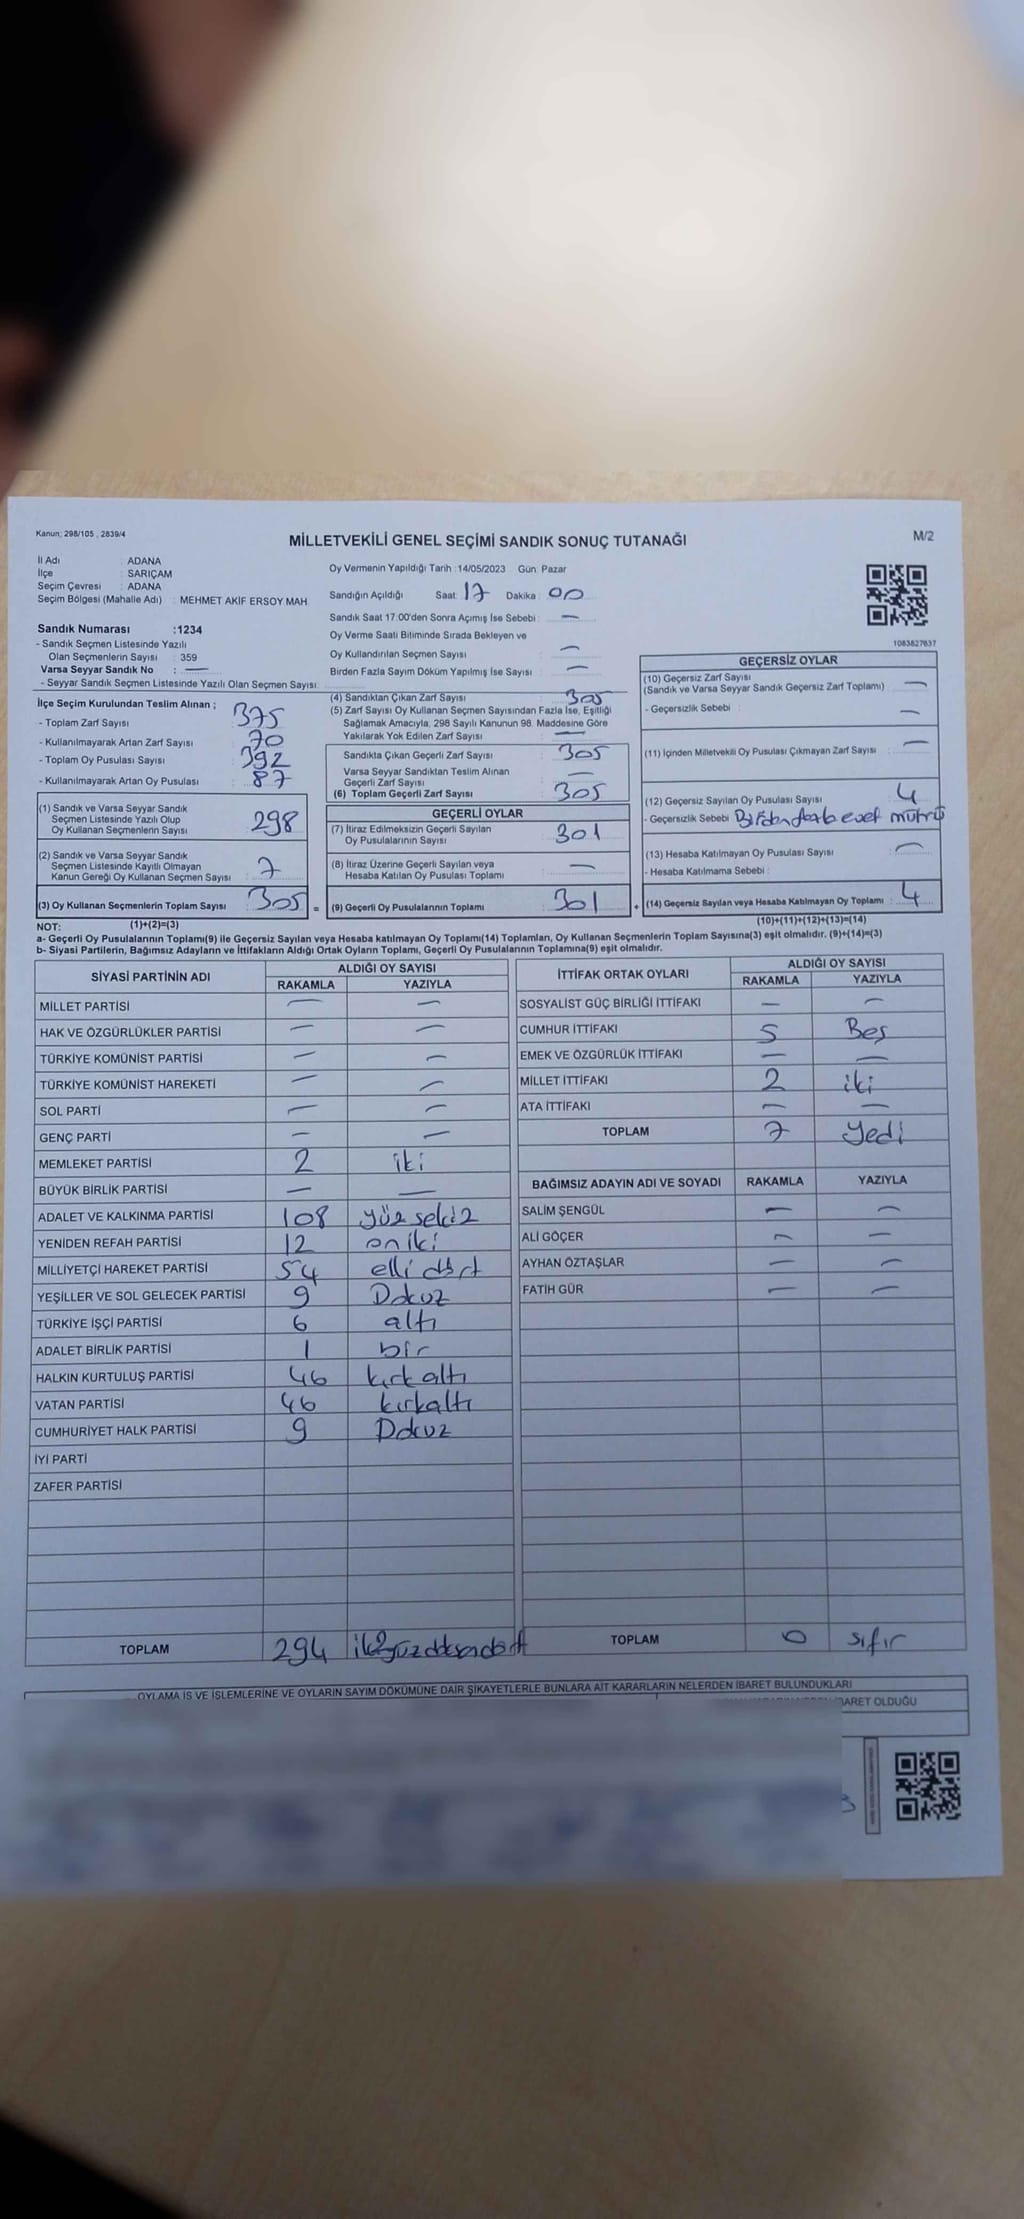 Kanun; 298/105 , 2839/4
MİLLETVEKİLİ GENEL SEÇİMİ SANDIK SONUÇ TUTANAĞI
M/2
İl Adı : ADANA
İlçe : SARIÇAM
Seçim Çevresi : ADANA
Seçim Bölgesi (Mahalle Adı) : MEHMET AKİF ERSOY MAH
Sandık Numarası :1234
- Sandık Seçmen Listesinde Yazılı
Olan Seçmenlerin Sayısı : 359
Varsa Seyyar Sandık No : —
- Seyyar Sandık Seçmen Listesinde Yazılı Olan Seçmen Sayısı:
Oy Vermenin Yapıldığı Tarih :14/05/2023 Gün: Pazar
Sandığın Açıldığı Saat: 17 Dakika : 00
Sandık Saat 17:00'den Sonra Açımış İse Sebebi : —
Oy Verme Saati Bitiminde Sırada Bekleyen ve
Oy Kullandırılan Seçmen Sayısı : —
Birden Fazla Sayım Döküm Yapılmış İse Sayısı : —
1083827637
İlçe Seçim Kurulundan Teslim Alınan ;
- Toplam Zarf Sayısı : 375
- Kullanılmayarak Artan Zarf Sayısı : 70
- Toplam Oy Pusulası Sayısı : 392
- Kullanılmayarak Artan Oy Pusulası : 87
(1) Sandık ve Varsa Seyyar Sandık
Seçmen Listesinde Yazılı Olup
Oy Kullanan Seçmenlerin Sayısı : 298
(2) Sandık ve Varsa Seyyar Sandık
Seçmen Listesinde Kayıtlı Olmayan
Kanun Gereği Oy Kullanan Seçmen Sayısı : 7
(3) Oy Kullanan Seçmenlerin Toplam Sayısı : 305 =
(4) Sandıktan Çıkan Zarf Sayısı : 305
(5) Zarf Sayısı Oy Kullanan Seçmen Sayısından Fazla İse, Eşitliği
Sağlamak Amacıyla, 298 Sayılı Kanunun 98. Maddesine Göre
Yakılarak Yok Edilen Zarf Sayısı : —
Sandıkta Çıkan Geçerli Zarf Sayısı : 305
Varsa Seyyar Sandıktan Teslim Alınan
Geçerli Zarf Sayısı : —
(6) Toplam Geçerli Zarf Sayısı : 305
GEÇERLİ OYLAR
(7) İtiraz Edilmeksizin Geçerli Sayılan
Oy Pusulalarının Sayısı : 301
(8) İtiraz Üzerine Geçerli Sayılan veya
Hesaba Katılan Oy Pusulası Toplamı : —
(9) Geçerli Oy Pusulalarının Toplamı : 301 +
GEÇERSİZ OYLAR
(10) Geçersiz Zarf Sayısı
(Sandık ve Varsa Seyyar Sandık Geçersiz Zarf Toplamı) : —
- Geçersizlik Sebebi : —
(11) İçinden Milletvekili Oy Pusulası Çıkmayan Zarf Sayısı : —
(12) Geçersiz Sayılan Oy Pusulası Sayısı : 4
- Geçersizlik Sebebi : Birden fazla evet mührü
(13) Hesaba Katılmayan Oy Pusulası Sayısı : —
- Hesaba Katılmama Sebebi :
(14) Geçersiz Sayılan veya Hesaba Katılmayan Oy Toplamı : 4
NOT: (1)+(2)=(3) (10)+(11)+(12)+(13)=(14)
a- Geçerli Oy Pusulalarının Toplamı(9) ile Geçersiz Sayılan veya Hesaba katılmayan Oy Toplamı(14) Toplamları, Oy Kullanan Seçmenlerin Toplam Sayısına(3) eşit olmalıdır. (9)+(14)=(3)
b- Siyasi Partilerin, Bağımsız Adayların ve İttifakların Aldığı Ortak Oyların Toplamı, Geçerli Oy Pusulalarının Toplamına(9) eşit olmalıdır.
SİYASİ PARTİNİN ADI ALDIĞI OY SAYISI
RAKAMLA YAZIYLA
MİLLET PARTİSİ — —
HAK VE ÖZGÜRLÜKLER PARTİSİ — —
TÜRKİYE KOMÜNİST PARTİSİ — —
TÜRKİYE KOMÜNİST HAREKETİ — —
SOL PARTİ — —
GENÇ PARTİ — —
MEMLEKET PARTİSİ 2 iki
BÜYÜK BİRLİK PARTİSİ — —
ADALET VE KALKINMA PARTİSİ 108 yüz sekiz
YENİDEN REFAH PARTİSİ 12 on iki
MİLLİYETÇİ HAREKET PARTİSİ 54 elli dört
YEŞİLLER VE SOL GELECEK PARTİSİ 9 Dokuz
TÜRKİYE İŞÇİ PARTİSİ 6 altı
ADALET BİRLİK PARTİSİ 1 bir
HALKIN KURTULUŞ PARTİSİ 46 kırk altı
VATAN PARTİSİ 46 kırkaltı
CUMHURİYET HALK PARTİSİ 9 Dokuz
İYİ PARTİ
ZAFER PARTİSİ
TOPLAM 294 ikiyüzdoksandört
İTTİFAK ORTAK OYLARI ALDIĞI OY SAYISI
RAKAMLA YAZIYLA
SOSYALİST GÜÇ BİRLİĞİ İTTİFAKI — —
CUMHUR İTTİFAKI 5 Beş
EMEK VE ÖZGÜRLÜK İTTİFAKI — —
MİLLET İTTİFAKI 2 iki
ATA İTTİFAKI — —
TOPLAM 7 Yedi
BAĞIMSIZ ADAYIN ADI VE SOYADI RAKAMLA YAZIYLA
SALİM ŞENGÜL — —
ALİ GÖÇER — —
AYHAN ÖZTAŞLAR — —
FATİH GÜR — —
TOPLAM 0 sıfır
OYLAMA İŞ VE İŞLEMLERİNE VE OYLARIN SAYIM DÖKÜMÜNE DAİR ŞİKAYETLERLE BUNLARA AİT KARARLARIN NELERDEN İBARET BULUNDUKLARI
İBARET OLDUĞU